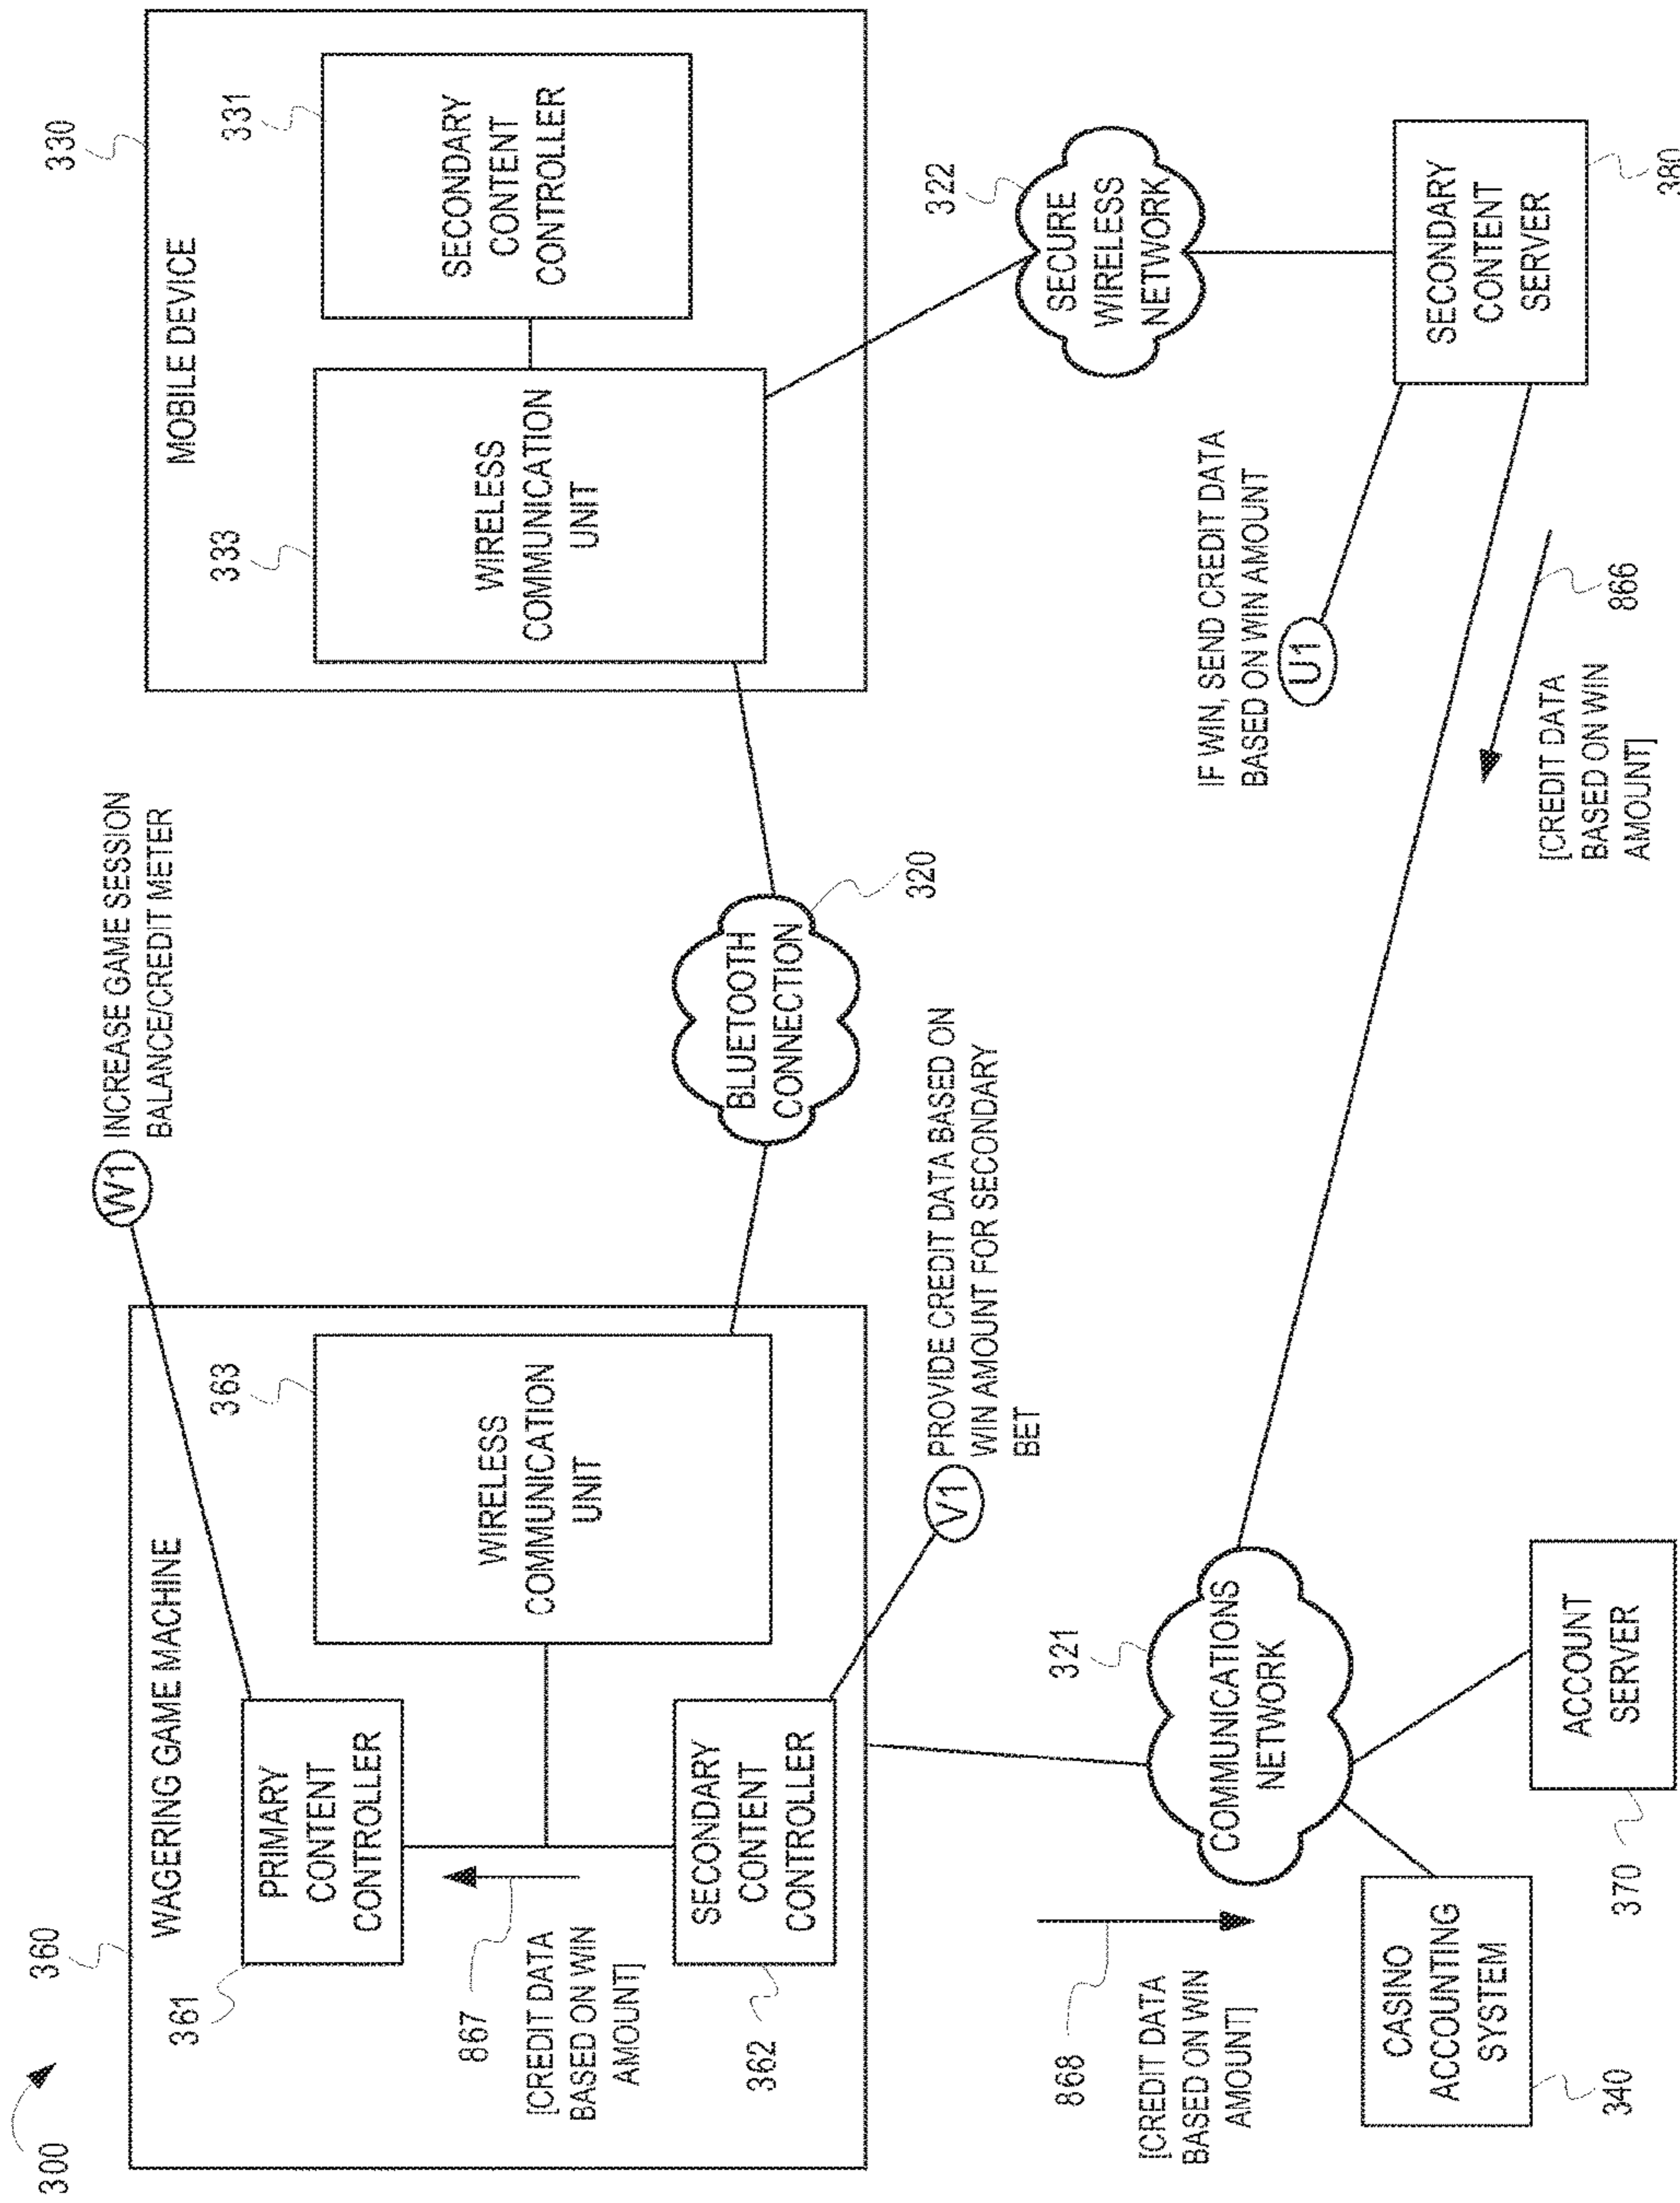 300
360
WAGERING GAME MACHINE
361
PRIMARY
CONTENT
CONTROLLER
867
[CREDIT DATA
BASED ON WIN
AMOUNT]
362
SECONDARY
CONTENT
CONTROLLER
363
WIRELESS
COMMUNICATION
UNIT
W1
INCREASE GAME SESSION
BALANCE/CREDIT METER
V1
PROVIDE CREDIT DATA BASED ON
WIN AMOUNT FOR SECONDARY
BET
BLUETOOTH
CONNECTION
320
330
MOBILE DEVICE
333
WIRELESS
COMMUNICATION
UNIT
331
SECONDARY
CONTENT
CONTROLLER
322
SECURE
WIRELESS
NETWORK
SECONDARY
CONTENT
SERVER
380
IF WIN, SEND CREDIT DATA
BASED ON WIN AMOUNT
U1
866
[CREDIT DATA
BASED ON WIN
AMOUNT]
868
[CREDIT DATA
BASED ON WIN
AMOUNT]
321
COMMUNICATIONS
NETWORK
CASINO
ACCOUNTING
SYSTEM
340
ACCOUNT
SERVER
370